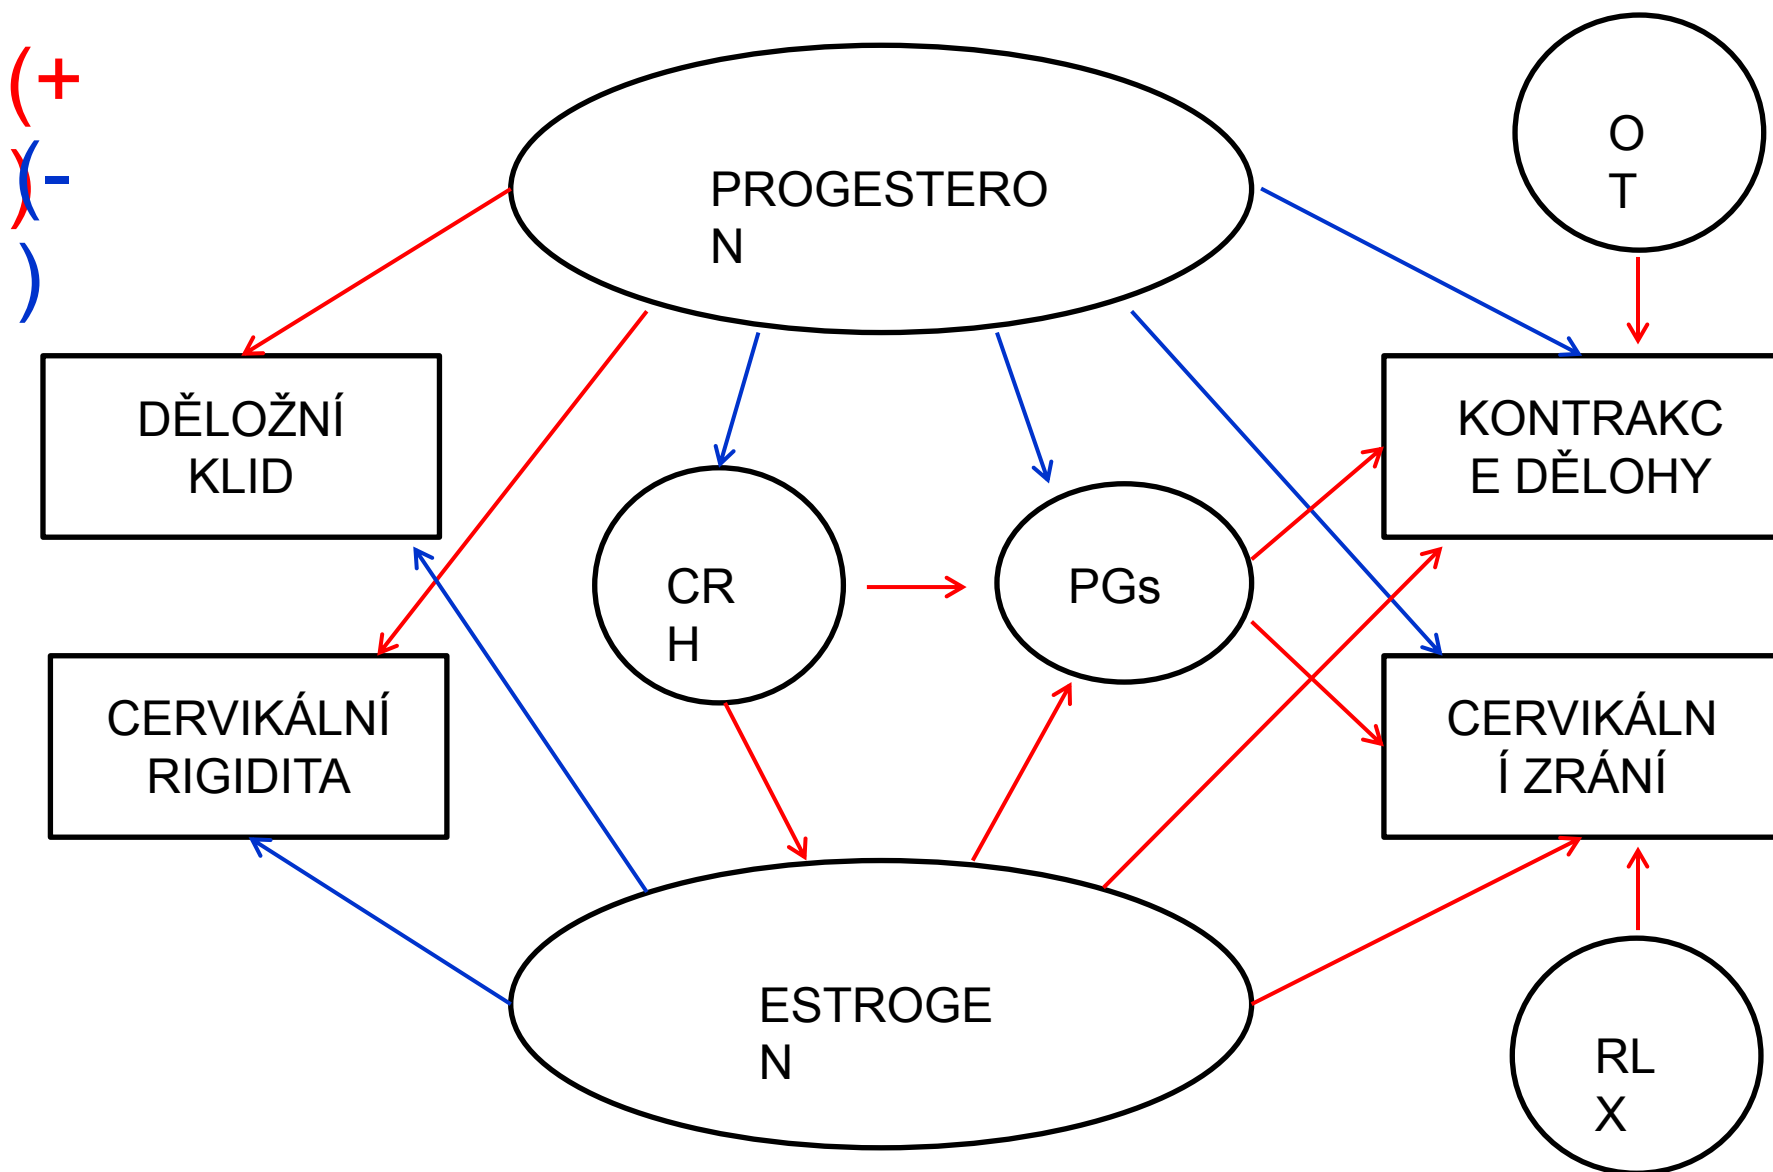 (+
)
(-
)
PROGESTERO
N
O
T
DĚLOŽNÍ
KLID
KONTRAKC
E DĚLOHY
CR
H
PGs
CERVIKÁLNÍ
RIGIDITA
CERVIKÁLN
Í ZRÁNÍ
ESTROGE
N
RL
X